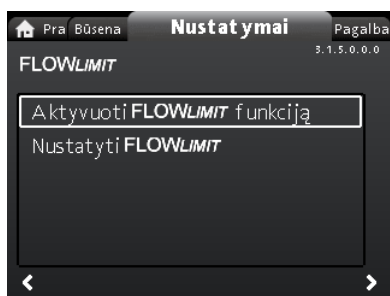 Pra Būsena Nustatymai Pagalba
3.1.5.0.0.0
FLOWLIMIT
Aktyvuoti FLOWLIMIT funkciją
Nustatyti FLOWLIMIT